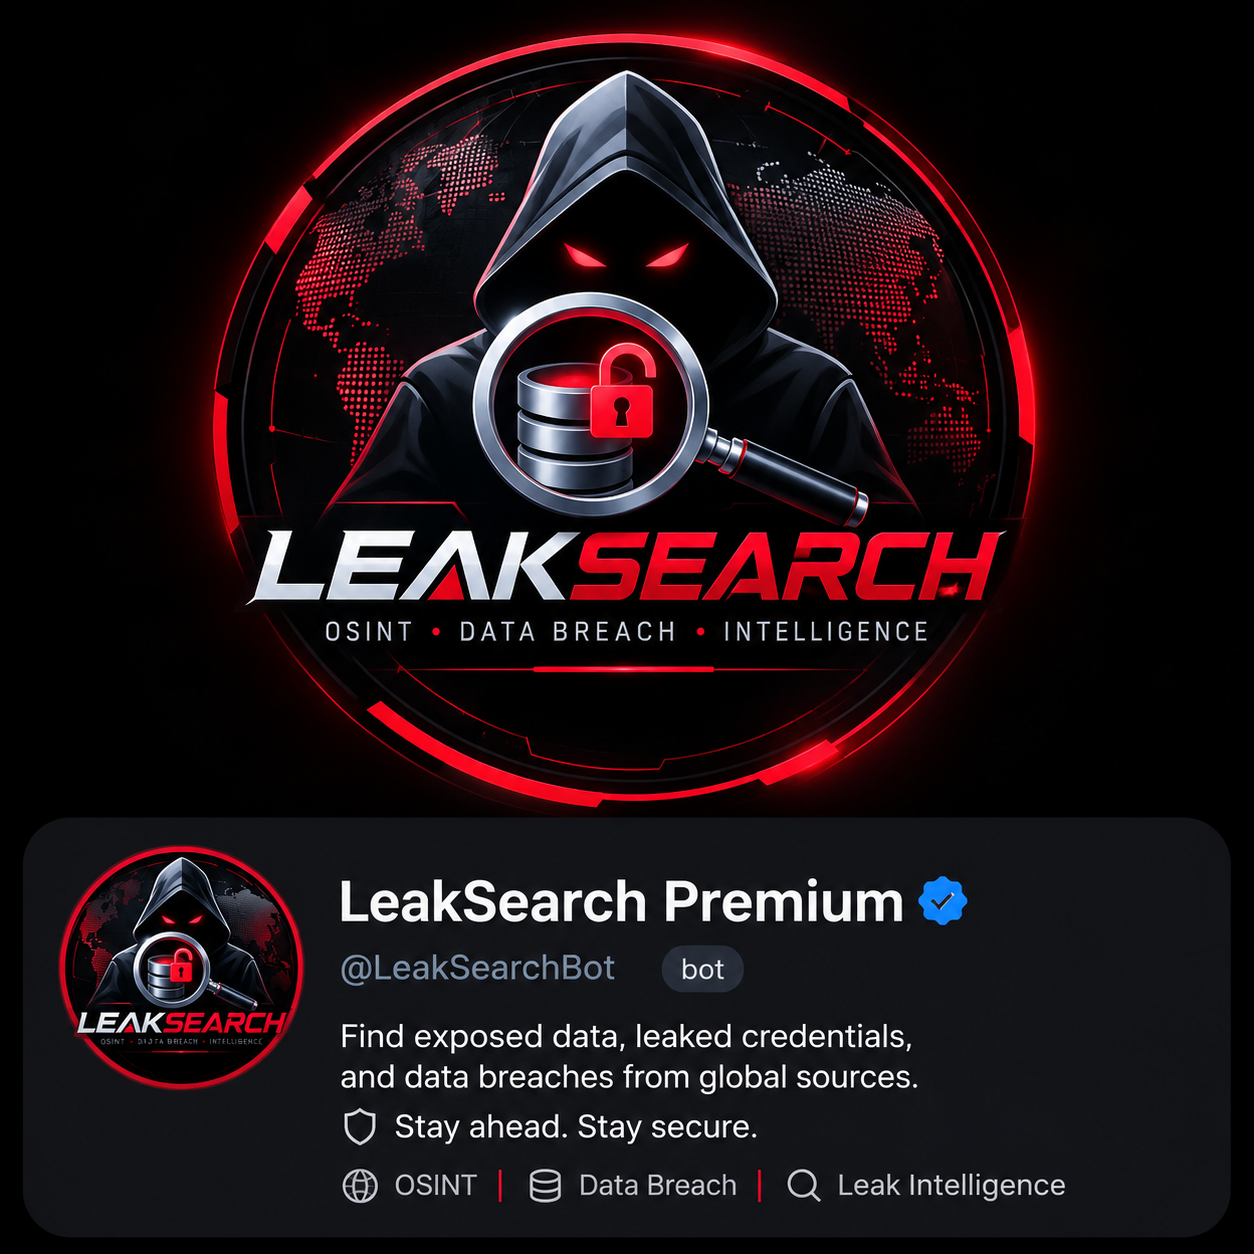 LEAKSEARCH
OSINT • DATA BREACH • INTELLIGENCE
LeakSearch Premium
@LeakSearchBot bot
LEAKSEARCH
Find exposed data, leaked credentials,
and data breaches from global sources.
Stay ahead. Stay secure.
OSINT | Data Breach | Leak Intelligence